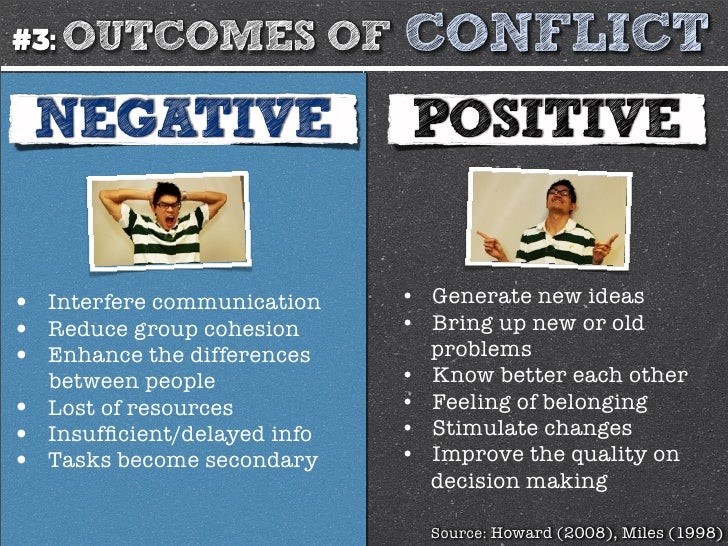 #3: OUTCOMES OF CONFLICT
NEGATIVE
• Interfere communication
• Reduce group cohesion
• Enhance the differences
between people
• Lost of resources
• Insufficient/delayed info
• Tasks become secondary
POSITIVE
• Generate new ideas
• Bring up new or old
problems
• Know better each other
• Feeling of belonging
• Stimulate changes
• Improve the quality on
decision making
Source: Howard (2008), Miles (1998)